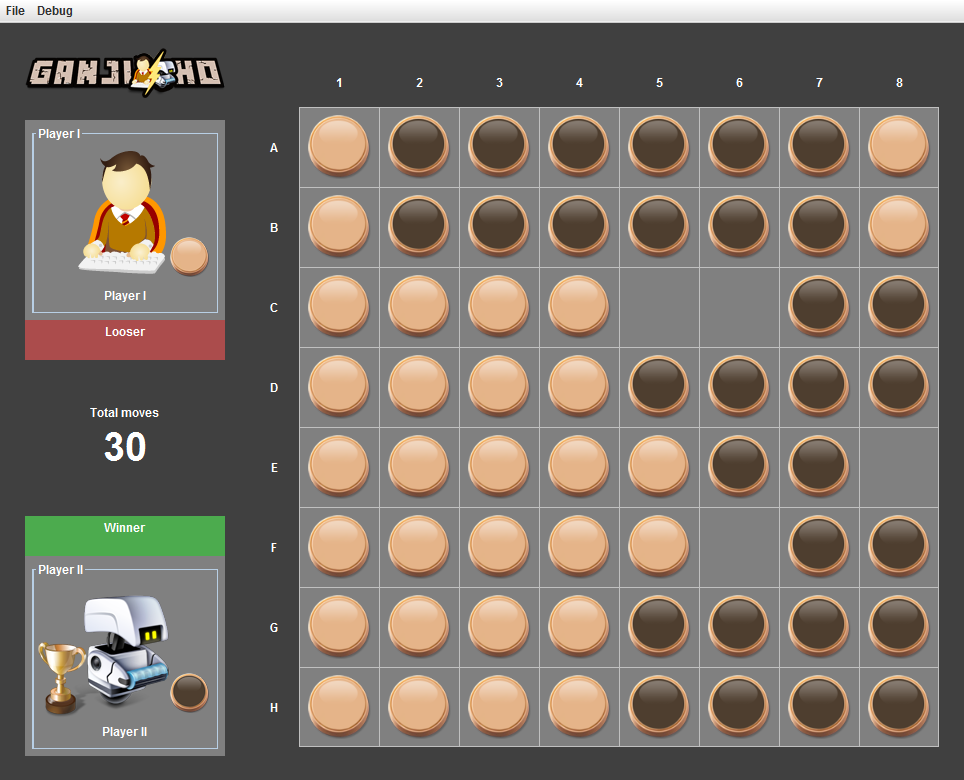 File Debug
GANJI HO
1 2 3 4 5 6 7 8
Player I
Player I
Looser
Total moves
30
Winner
Player II
Player II
A
B
C
D
E
F
G
H